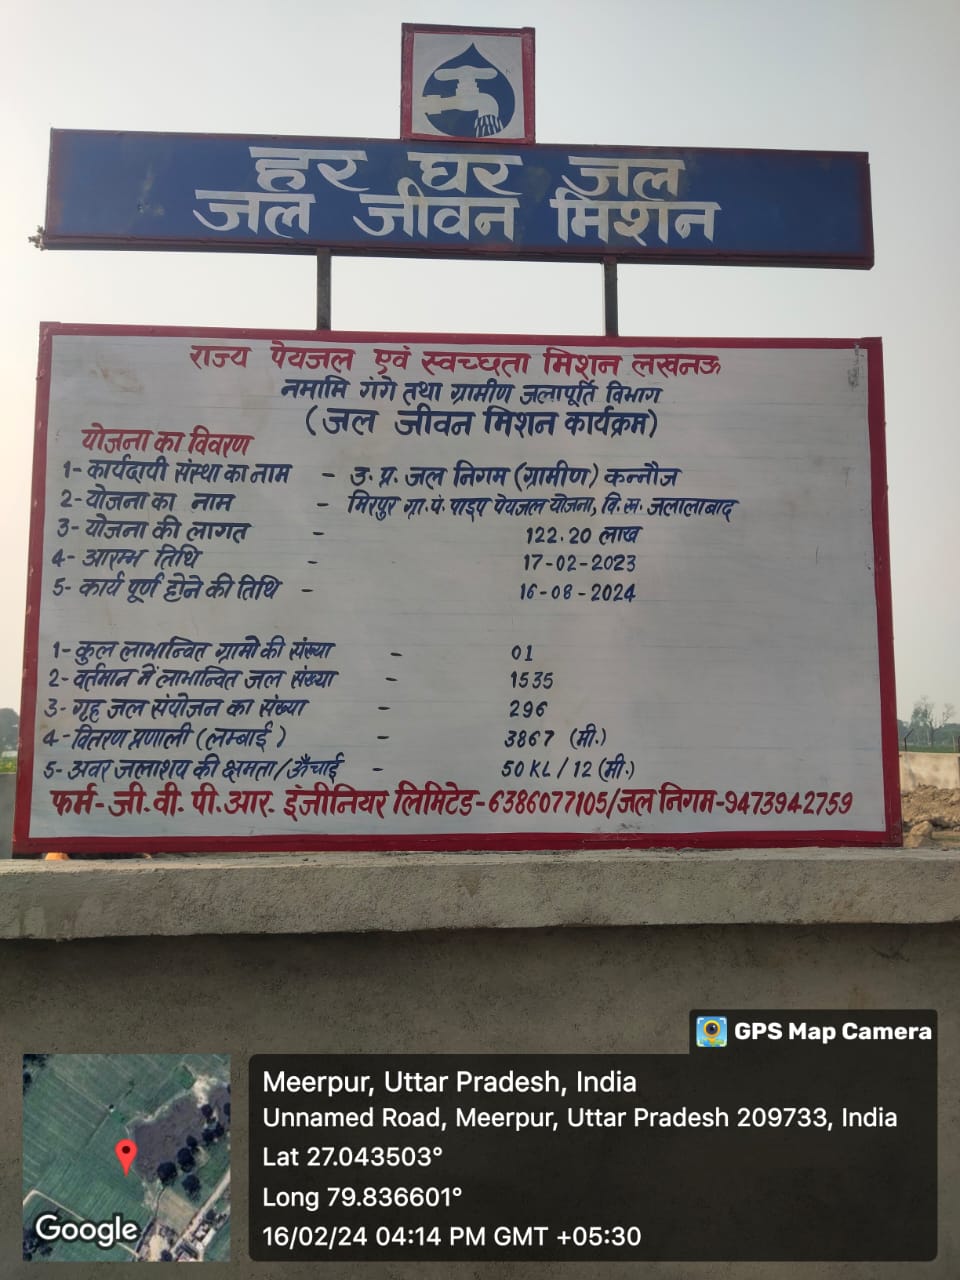 हर घर जल
जल जीवन मिशन
राज्य पेयजल एवं स्वच्छता मिशन लखनऊ
नमामि गंगे तथा ग्रामीण जलापूर्ति विभाग
(जल जीवन मिशन कार्यक्रम)
योजना का विवरण
1- कार्यदायी संस्था का नाम - उ. प्र. जल निगम (ग्रामीण) कन्नौज
2- योजना का नाम - मिरपुर ग्रा. पं. पाइप पेयजल योजना, वि.ख. जलालाबाद
3- योजना की लागत - 122.20 लाख
4- आरम्भ तिथि - 17-02-2023
5- कार्य पूर्ण होने की तिथि - 16-08-2024
1- कुल लाभान्वित ग्रामो की संख्या - 01
2- वर्तमान में लाभान्वित जल संख्या - 1535
3- गृह जल संयोजन का संख्या - 296
4- वितरण प्रणाली (लम्बाई) - 3867 (मी.)
5- अवर जलाशय की क्षमता/ऊँचाई - 50 KL / 12 (मी.)
फर्म- जी. वी. पी. आर. इंजीनियर लिमिटेड-6386077105/जल निगम-9473942759
GPS Map Camera
Meerpur, Uttar Pradesh, India
Unnamed Road, Meerpur, Uttar Pradesh 209733, India
Lat 27.043503°
Long 79.836601°
16/02/24 04:14 PM GMT +05:30
Google